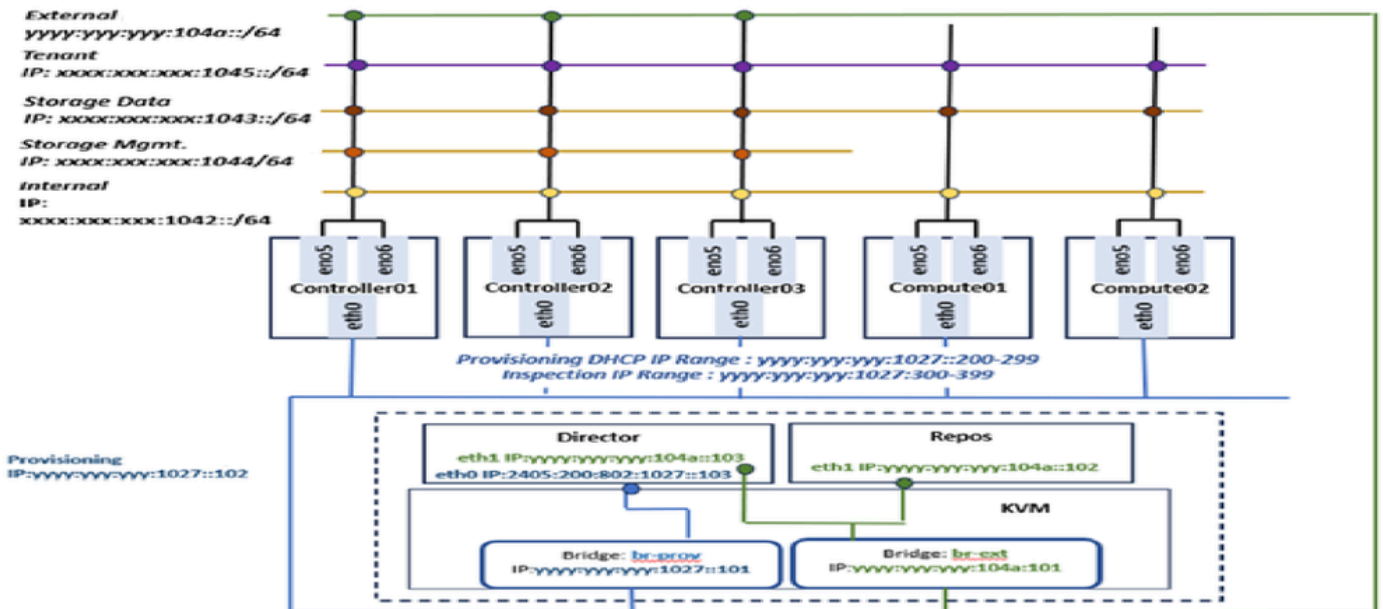 External
yyyy:yyy:yyy:104a::/64
Tenant
IP: xxxx:xxx:xxx:1045::/64
Storage Data
IP: xxxx:xxx:xxx:1043::/64
Storage Mgmt.
IP: xxxx:xxx:xxx:1044/64
Internal
IP:
xxxx:xxx:xxx:1042::/64
eno5 eno6 eno5 eno6 eno5 eno6 eno5 eno6 eno5 eno6
Controller01 Controller02 Controller03 Compute01 Compute02
eth0 eth0 eth0 eth0 eth0
Provisioning DHCP IP Range : yyyy:yyy:yyy:1027::200-299
Inspection IP Range : yyyy:yyy:yyy:1027:300-399
Provisioning
IP:yyyy:yyy:yyy:1027::102
Director
eth1 IP:yyyy:yyy:yyy:104a::103
eth0 IP:2405:200:802:1027::103
Repos
eth1 IP:yyyy:yyy:yyy:104a::102
KVM
Bridge: br-prov
IP:yyyy:yyy:yyy:1027::101
Bridge: br-ext
IP:yyyy:yyy:yyy:104a:101